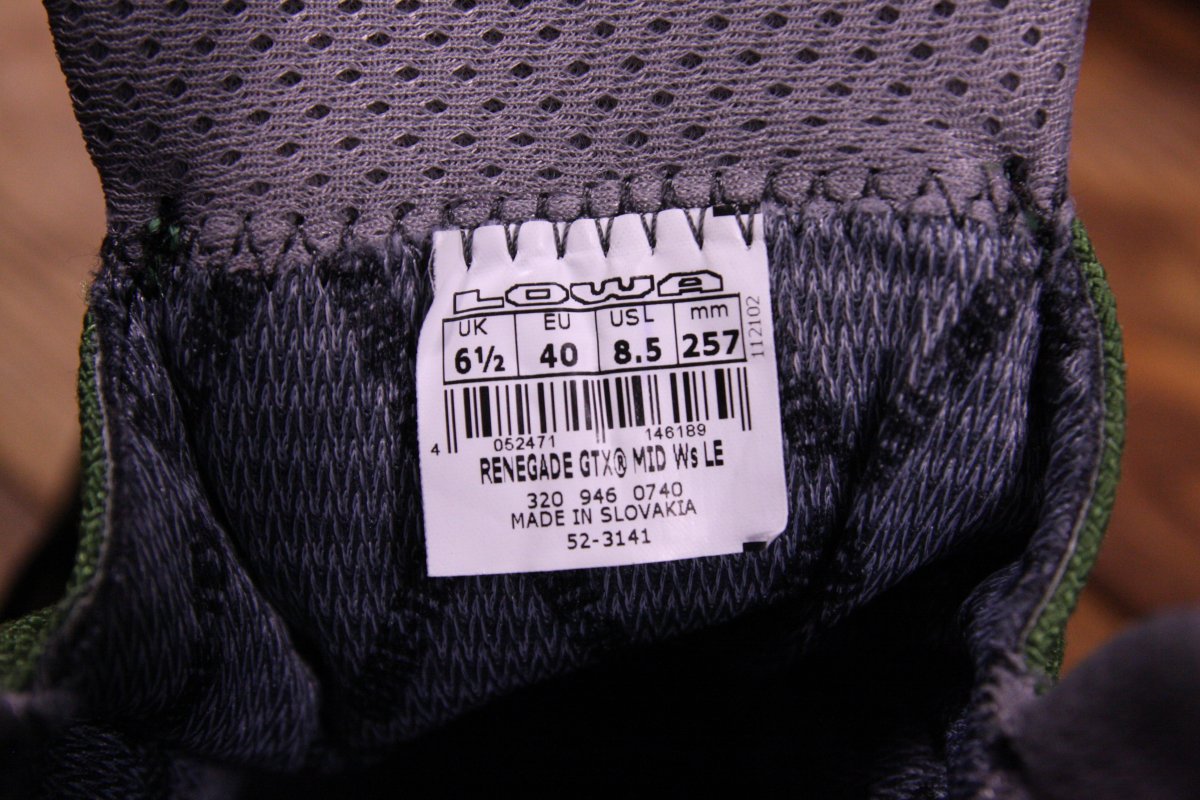 LOWA
UK EU USL mm
6½ 40 8.5 257
112102
4 052471 146189
RENEGADE GTX® MID Ws LE
320 946 0740
MADE IN SLOVAKIA
52-3141